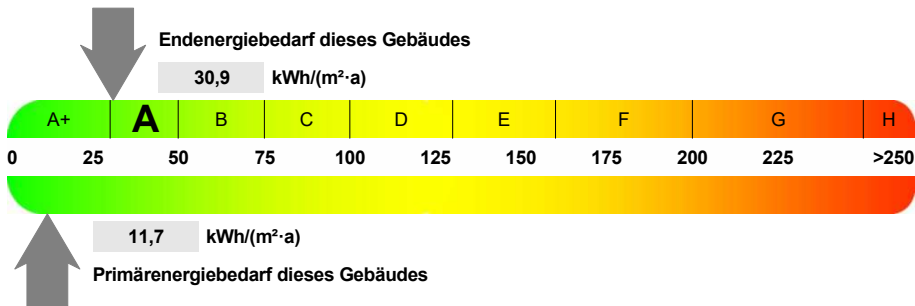 Endenergiebedarf dieses Gebäudes
30,9 kWh/(m²·a)
A+ A B C D E F G H
0 25 50 75 100 125 150 175 200 225 >250
11,7 kWh/(m²·a)
Primärenergiebedarf dieses Gebäudes